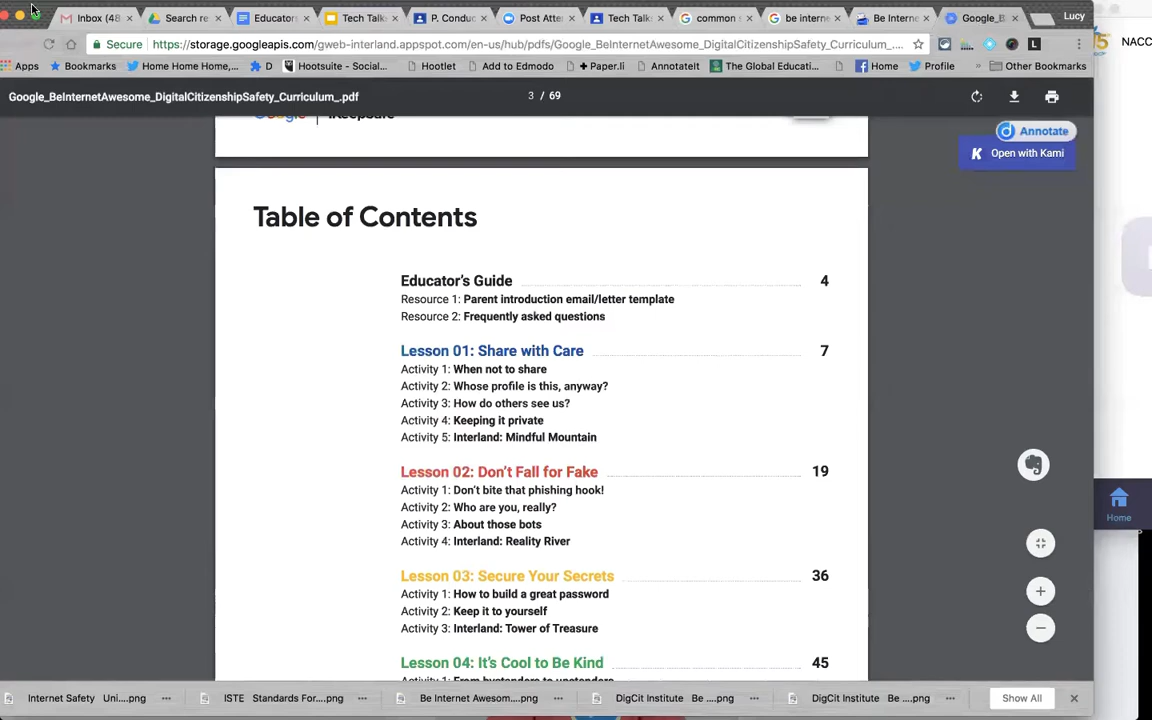 Inbox (48 Search re Educators Tech Talk P. Conduc Post Atte Tech Talk common be intern Be Intern Google_B Lucy
Secure https://storage.googleapis.com/gweb-interland.appspot.com/en-us/hub/pdfs/Google_BeInternetAwesome_DigitalCitizenshipSafety_Curriculum_....
Apps Bookmarks Home Home Home,... D Hootsuite - Social... Hootlet Add to Edmodo + Paper.li AnnotateIt The Global Educati... Home Profile » Other Bookmarks
NACC
Google_BeInternetAwesome_DigitalCitizenshipSafety_Curriculum_.pdf 3 / 69
Annotate
K Open with Kami
Table of Contents
Educator's Guide 4
Resource 1: Parent introduction email/letter template
Resource 2: Frequently asked questions
Lesson 01: Share with Care 7
Activity 1: When not to share
Activity 2: Whose profile is this, anyway?
Activity 3: How do others see us?
Activity 4: Keeping it private
Activity 5: Interland: Mindful Mountain
Lesson 02: Don't Fall for Fake 19
Activity 1: Don't bite that phishing hook!
Activity 2: Who are you, really?
Activity 3: About those bots
Activity 4: Interland: Reality River
Home
Lesson 03: Secure Your Secrets 36
Activity 1: How to build a great password
Activity 2: Keep it to yourself
Activity 3: Interland: Tower of Treasure
Lesson 04: It's Cool to Be Kind 45
Activity 1: From bystanders to upstanders
Internet Safety Uni....png ISTE Standards For....png Be Internet Awesom....png DigCit Institute Be ....png DigCit Institute Be ....png Show All